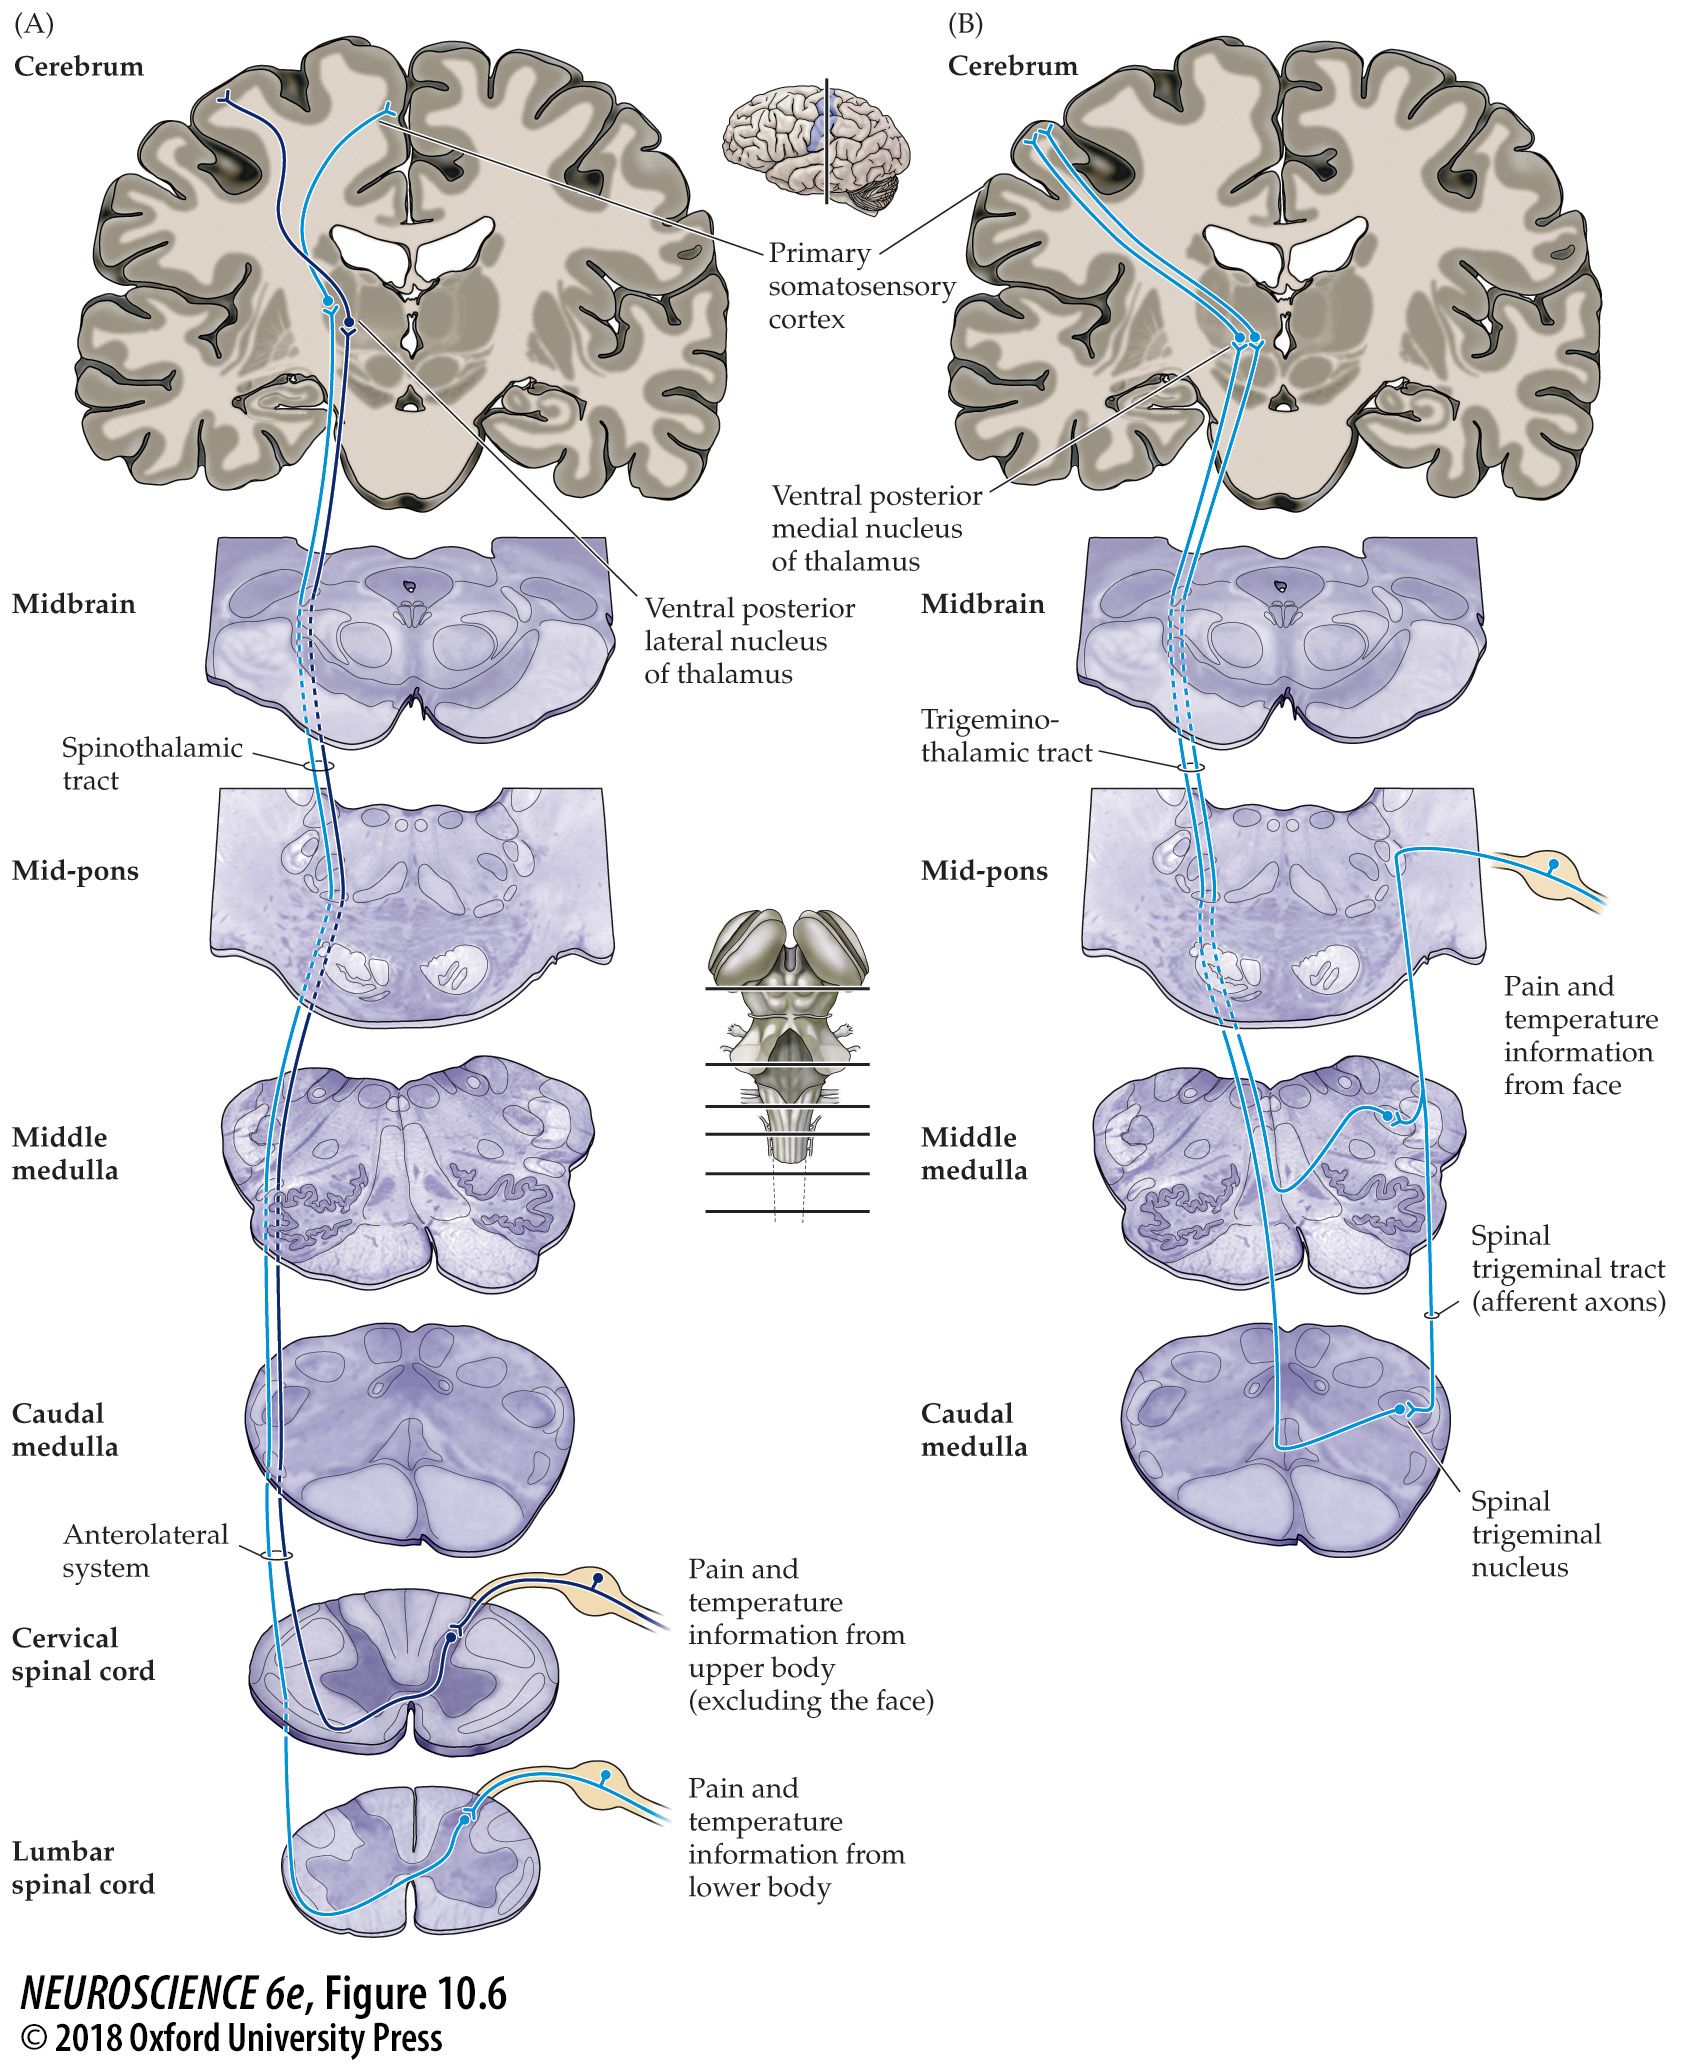 (A)
Cerebrum
(B)
Cerebrum
Primary
somatosensory
cortex
Ventral posterior
medial nucleus
of thalamus
Midbrain
Ventral posterior
lateral nucleus
of thalamus
Midbrain
Spinothalamic
tract
Trigemino-
thalamic tract
Mid-pons
Mid-pons
Pain and
temperature
information
from face
Middle
medulla
Middle
medulla
Spinal
trigeminal tract
(afferent axons)
Caudal
medulla
Caudal
medulla
Spinal
trigeminal
nucleus
Anterolateral
system
Pain and
temperature
information from
upper body
(excluding the face)
Cervical
spinal cord
Pain and
temperature
information from
lower body
Lumbar
spinal cord
NEUROSCIENCE 6e, Figure 10.6
© 2018 Oxford University Press